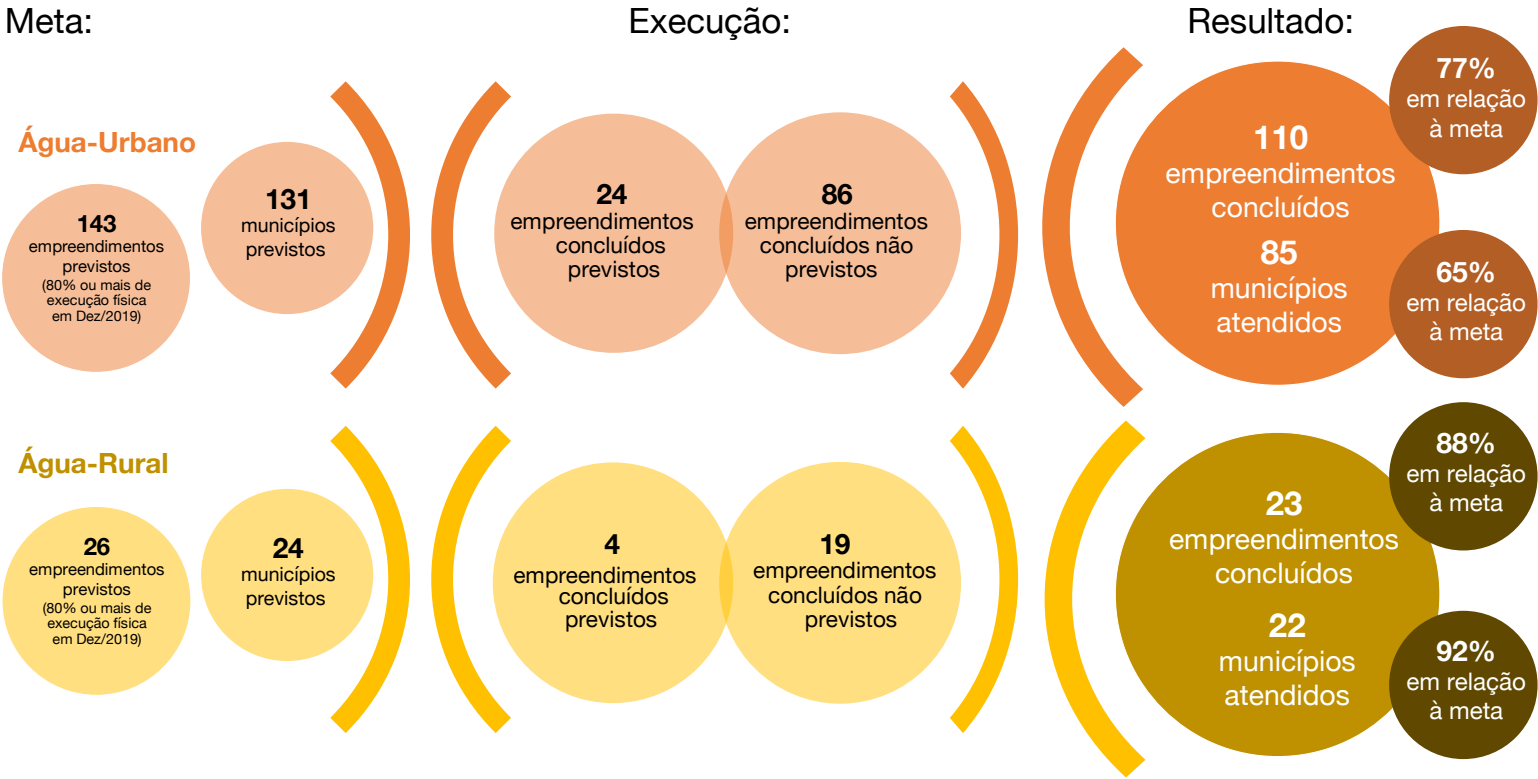 Meta:
Execução:
Resultado:
Água-Urbano
143
empreendimentos
previstos
(80% ou mais de
execução física
em Dez/2019)
131
municípios
previstos
24
empreendimentos
concluídos
previstos
86
empreendimentos
concluídos não
previstos
110
empreendimentos
concluídos
85
municípios
atendidos
77%
em relação
à meta
65%
em relação
à meta
Água-Rural
26
empreendimentos
previstos
(80% ou mais de
execução física
em Dez/2019)
24
municípios
previstos
4
empreendimentos
concluídos
previstos
19
empreendimentos
concluídos não
previstos
23
empreendimentos
concluídos
22
municípios
atendidos
88%
em relação
à meta
92%
em relação
à meta